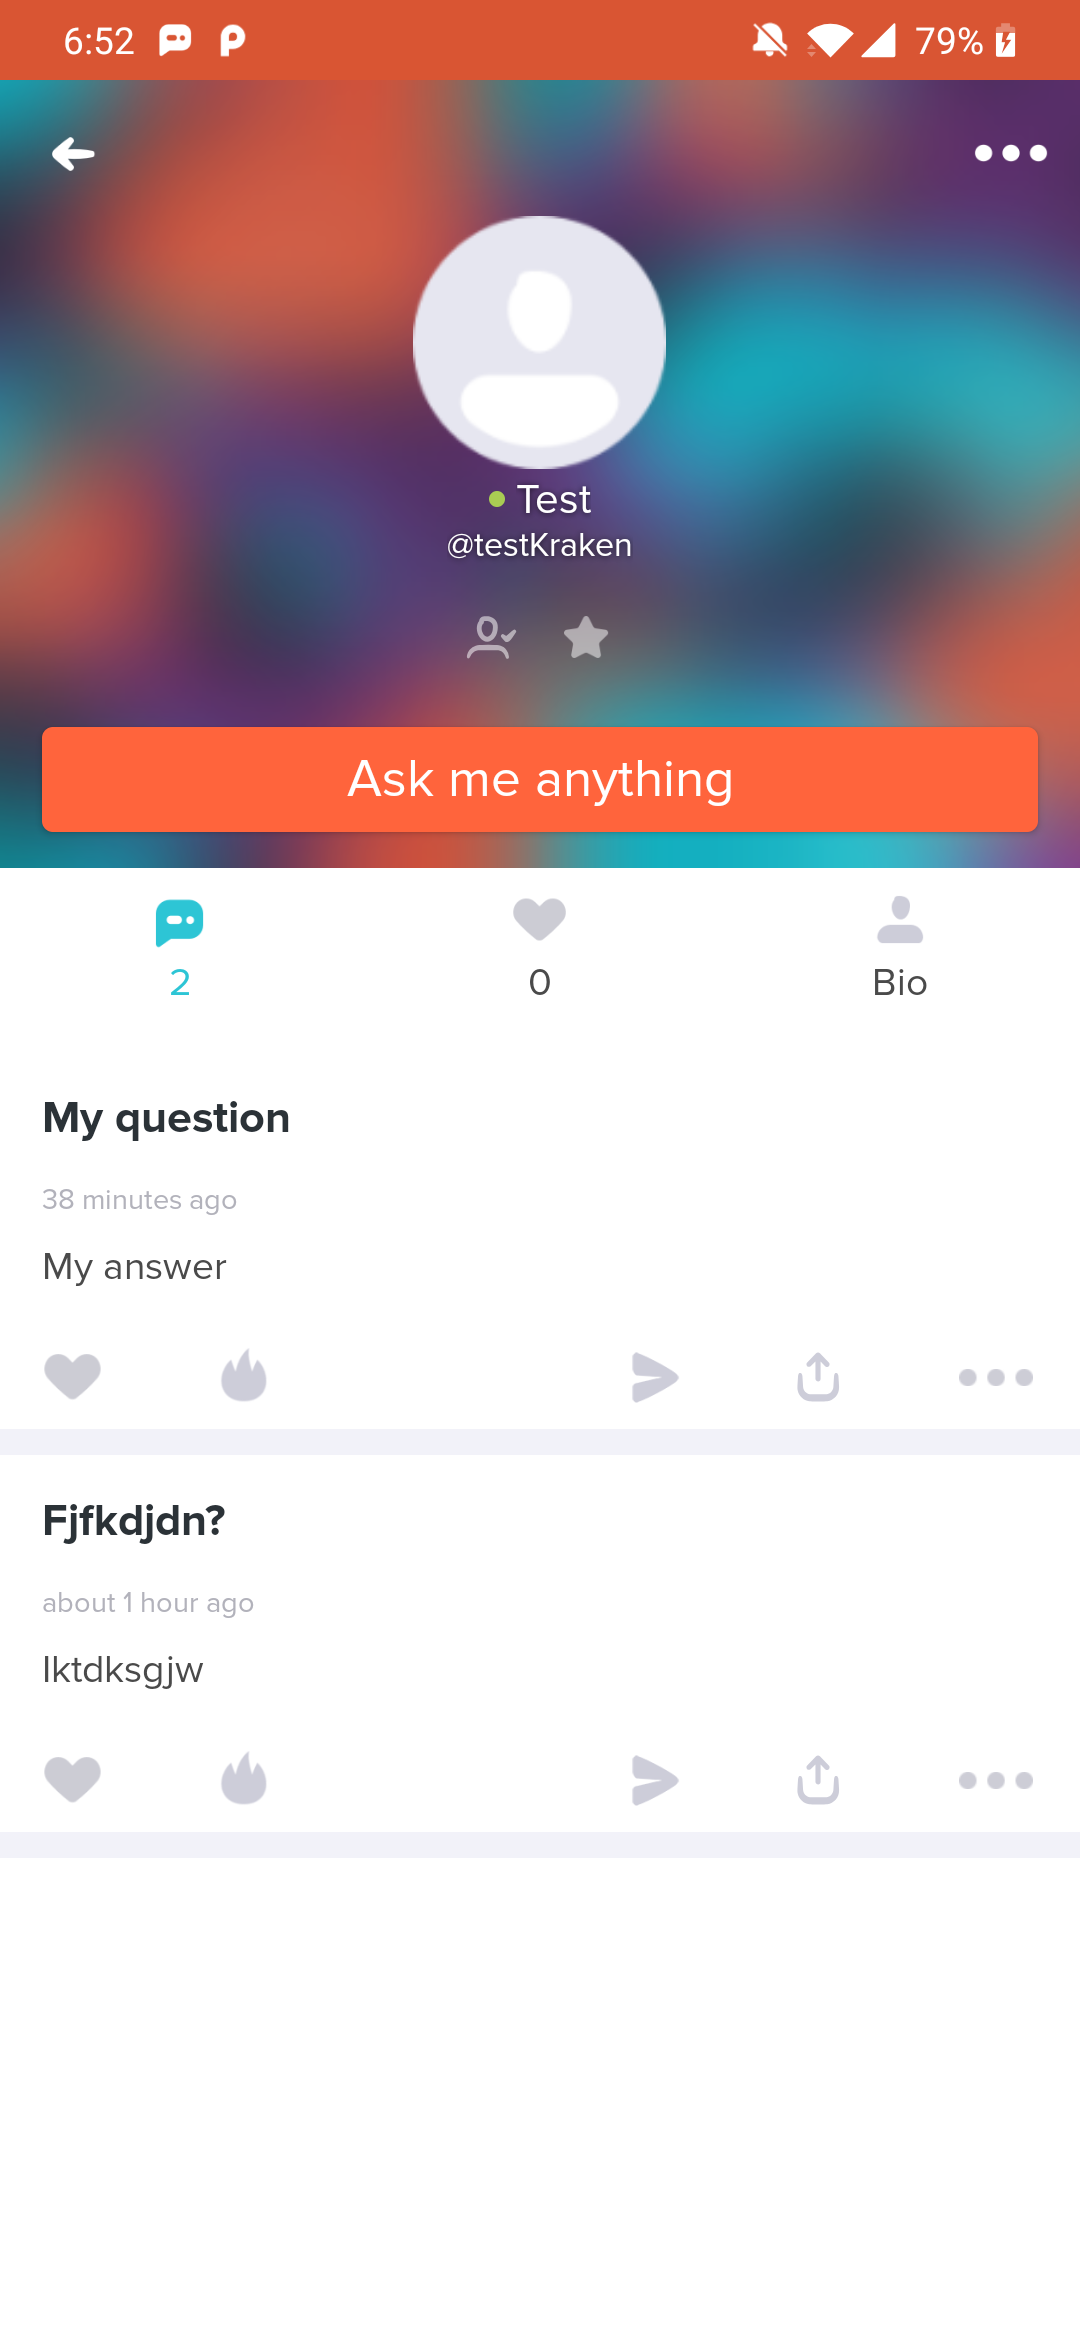 6:52
79%
Test
@testKraken
Ask me anything
2
0
Bio
My question
38 minutes ago
My answer
Fjfkdjdn?
about 1 hour ago